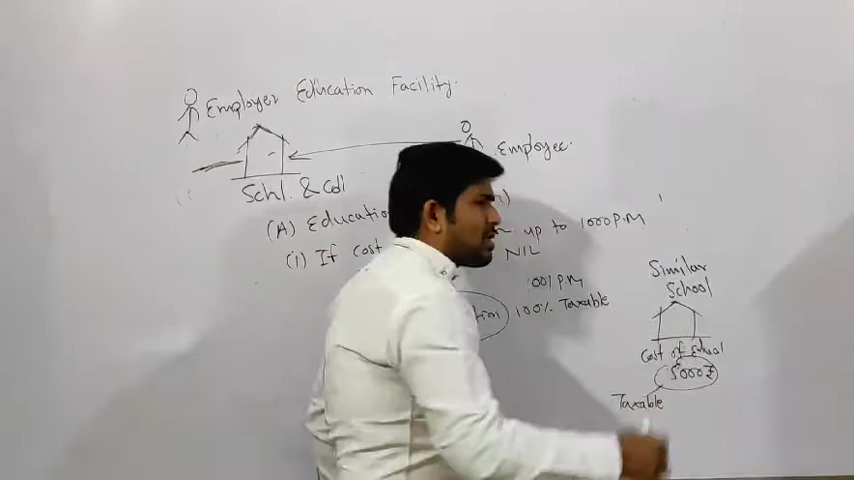 Employer Education Facility.
Employee.
Schl. & Coll
(A) Education
up to 1000 P.M
(1) If Cost
NIL
1001 P.M
100% Taxable
Similar
School
Cost of School
5000 ₹
Taxable